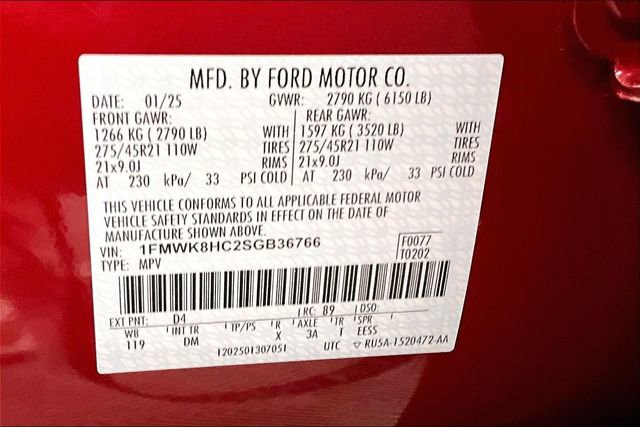 MFD. BY FORD MOTOR CO.
DATE: 01/25 GVWR: 2790 KG ( 6150 LB)
FRONT GAWR: REAR GAWR:
1266 KG ( 2790 LB) WITH 1597 KG ( 3520 LB) WITH
275/45R21 110W TIRES 275/45R21 110W TIRES
21x9.0J RIMS 21x9.0J RIMS
AT 230 kPa/ 33 PSI COLD AT 230 kPa/ 33 PSI COLD
THIS VEHICLE CONFORMS TO ALL APPLICABLE FEDERAL MOTOR
VEHICLE SAFETY STANDARDS IN EFFECT ON THE DATE OF
MANUFACTURE SHOWN ABOVE.
VIN: 1FMWK8HC2SGB36766 F0077
TYPE: MPV T0202
EXT PNT: D4 RC: 89 DSO:
WB INT TR TP/PS R AXLE TR SPR
119 DM X 3A T EESS
1202501307051 UTC ▽ RU5A-1520472-AA